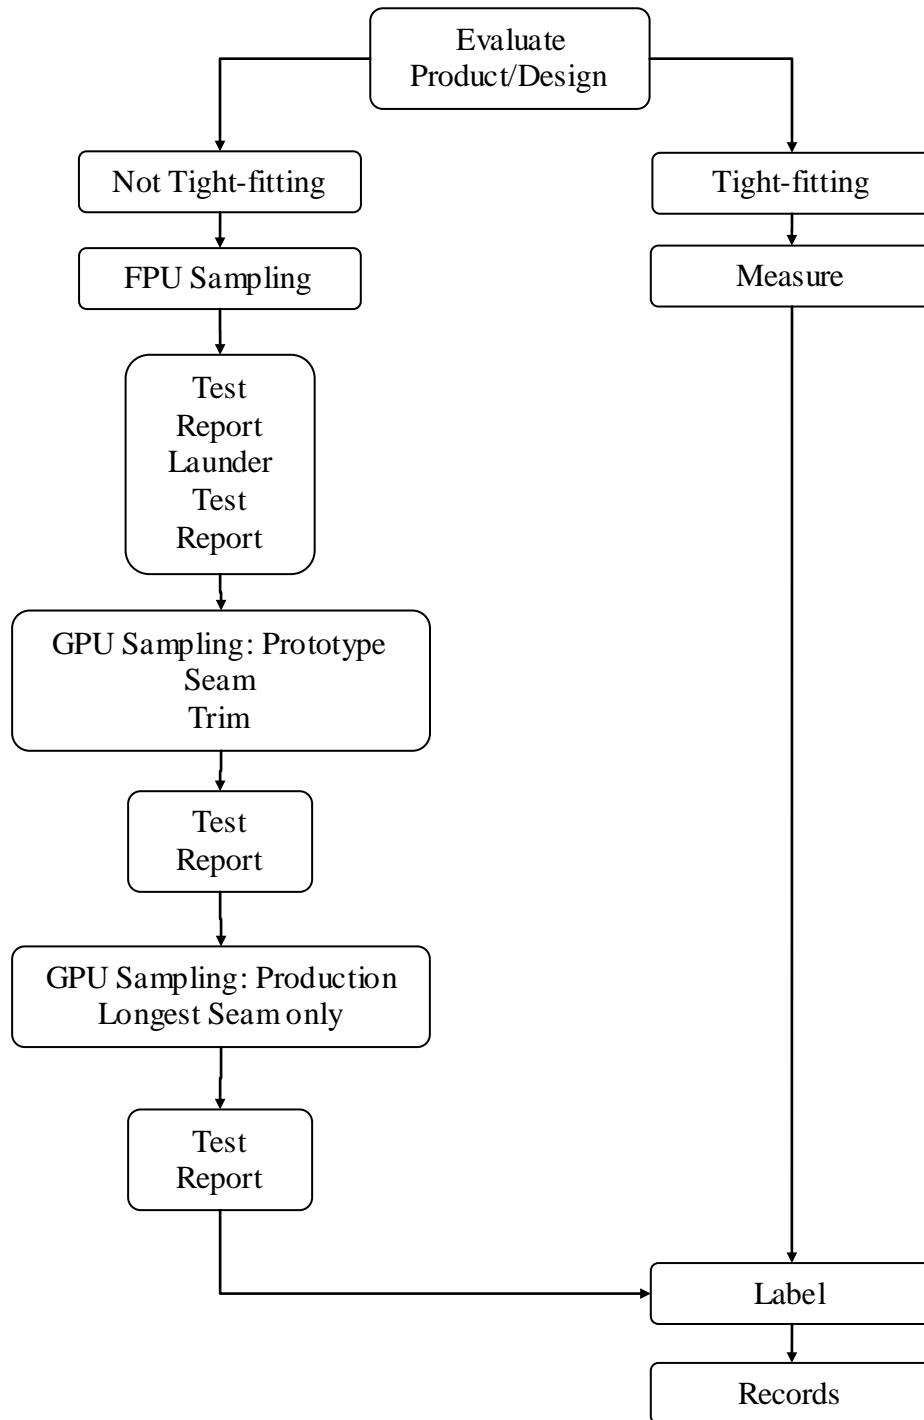 Evaluate
Product/Design
Not Tight-fitting
Tight-fitting
FPU Sampling
Measure
Test
Report
Launder
Test
Report
GPU Sampling: Prototype
Seam
Trim
Test
Report
GPU Sampling: Production
Longest Seam only
Test
Report
Label
Records